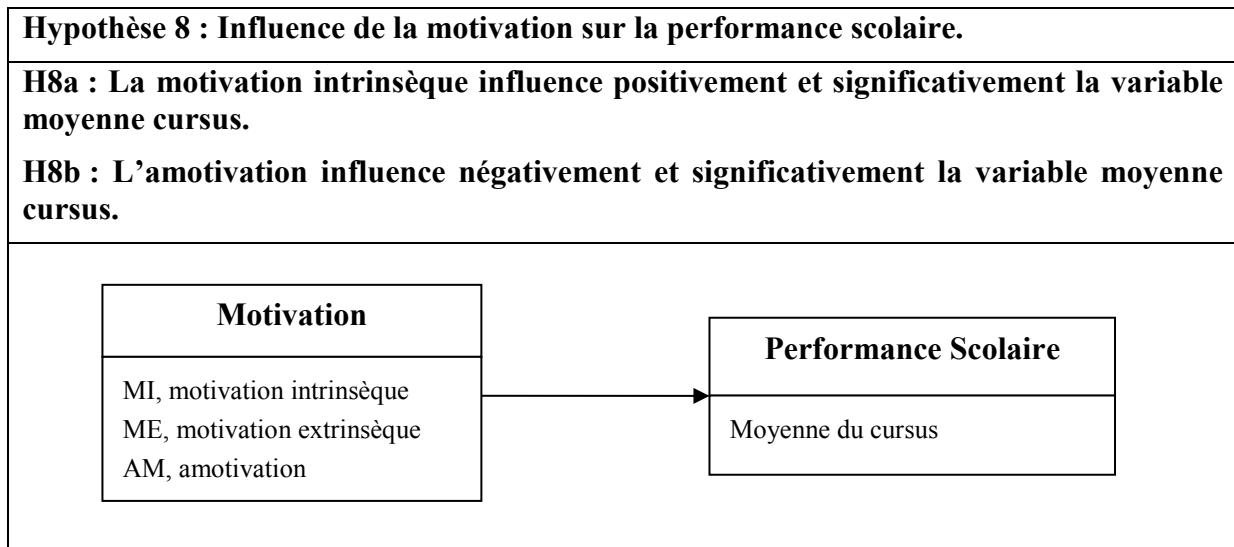 Hypothèse 8 : Influence de la motivation sur la performance scolaire.
H8a : La motivation intrinsèque influence positivement et significativement la variable
moyenne cursus.
H8b : L’amotivation influence négativement et significativement la variable moyenne
cursus.
Motivation
MI, motivation intrinsèque
ME, motivation extrinsèque
AM, amotivation
Performance Scolaire
Moyenne du cursus